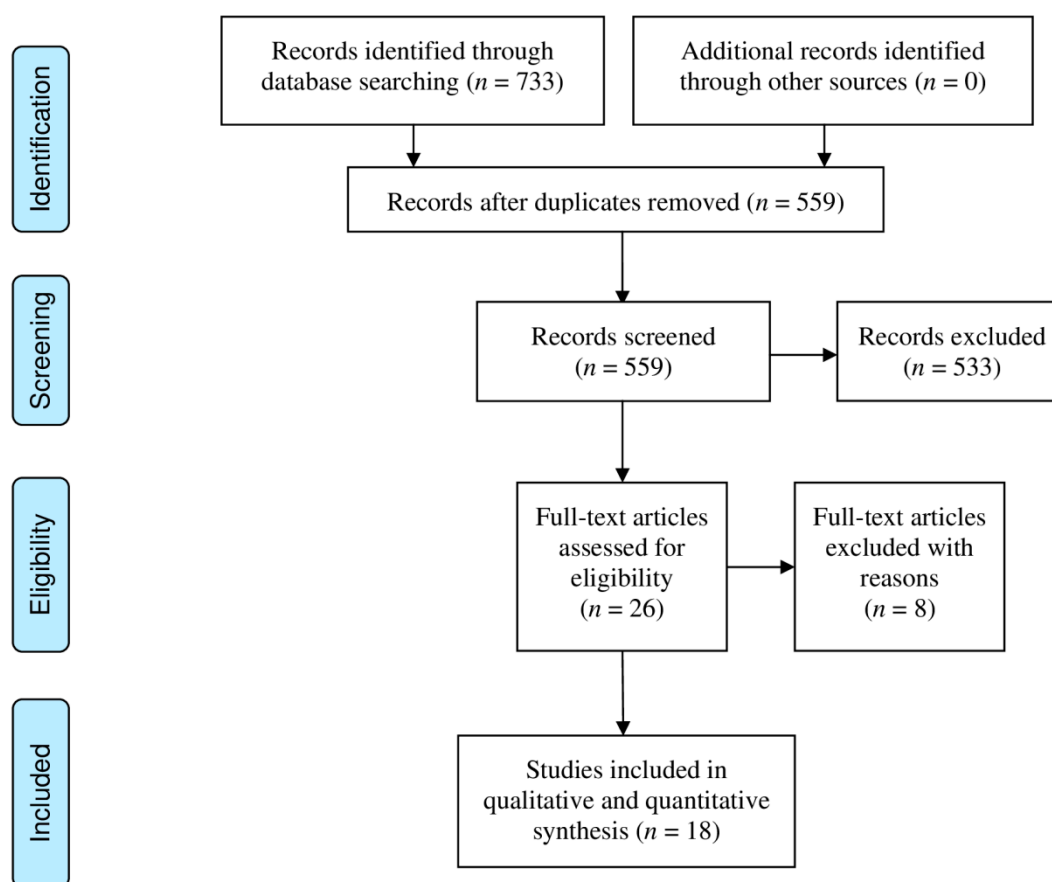 Identification
Records identified through
database searching (n = 733)
Additional records identified
through other sources (n = 0)
Records after duplicates removed (n = 559)
Screening
Records screened
(n = 559)
Records excluded
(n = 533)
Eligibility
Full-text articles
assessed for
eligibility
(n = 26)
Full-text articles
excluded with
reasons
(n = 8)
Included
Studies included in
qualitative and quantitative
synthesis (n = 18)